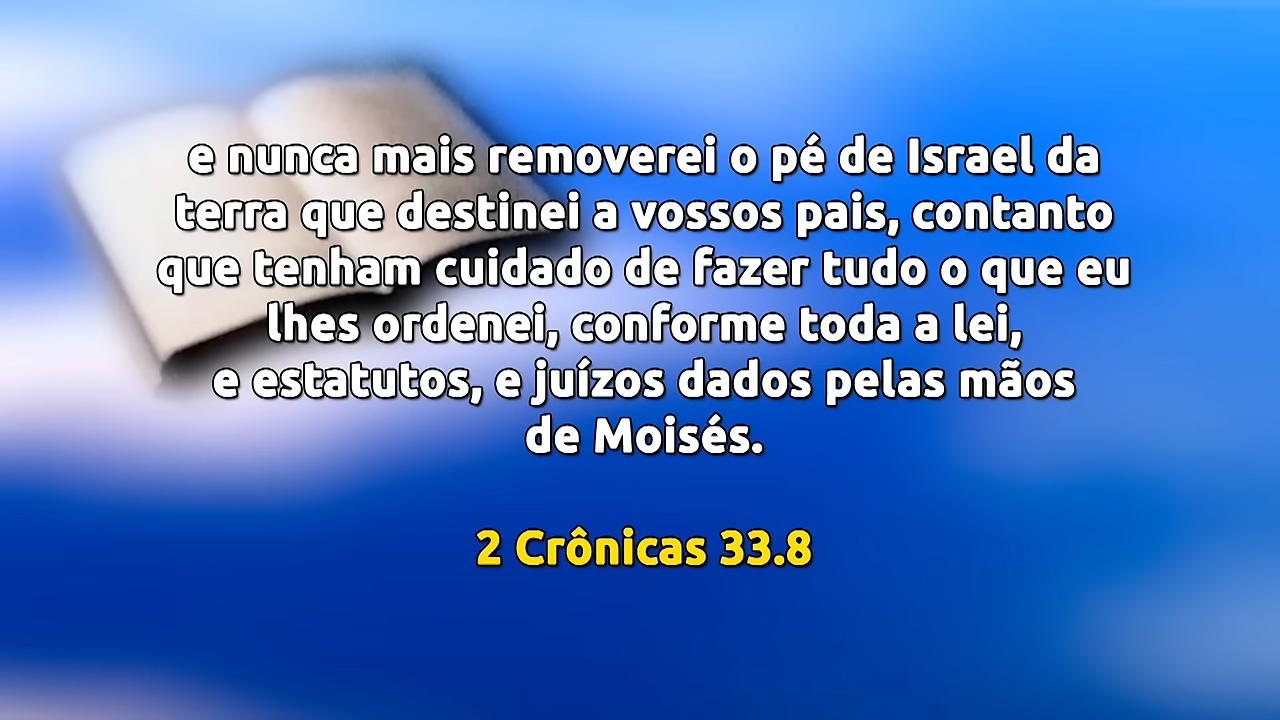 e nunca mais removerei o pé de Israel da
terra que destinei a vossos pais, contanto
que tenham cuidado de fazer tudo o que eu
lhes ordenei, conforme toda a lei,
e estatutos, e juízos dados pelas mãos
de Moisés.
2 Crônicas 33.8